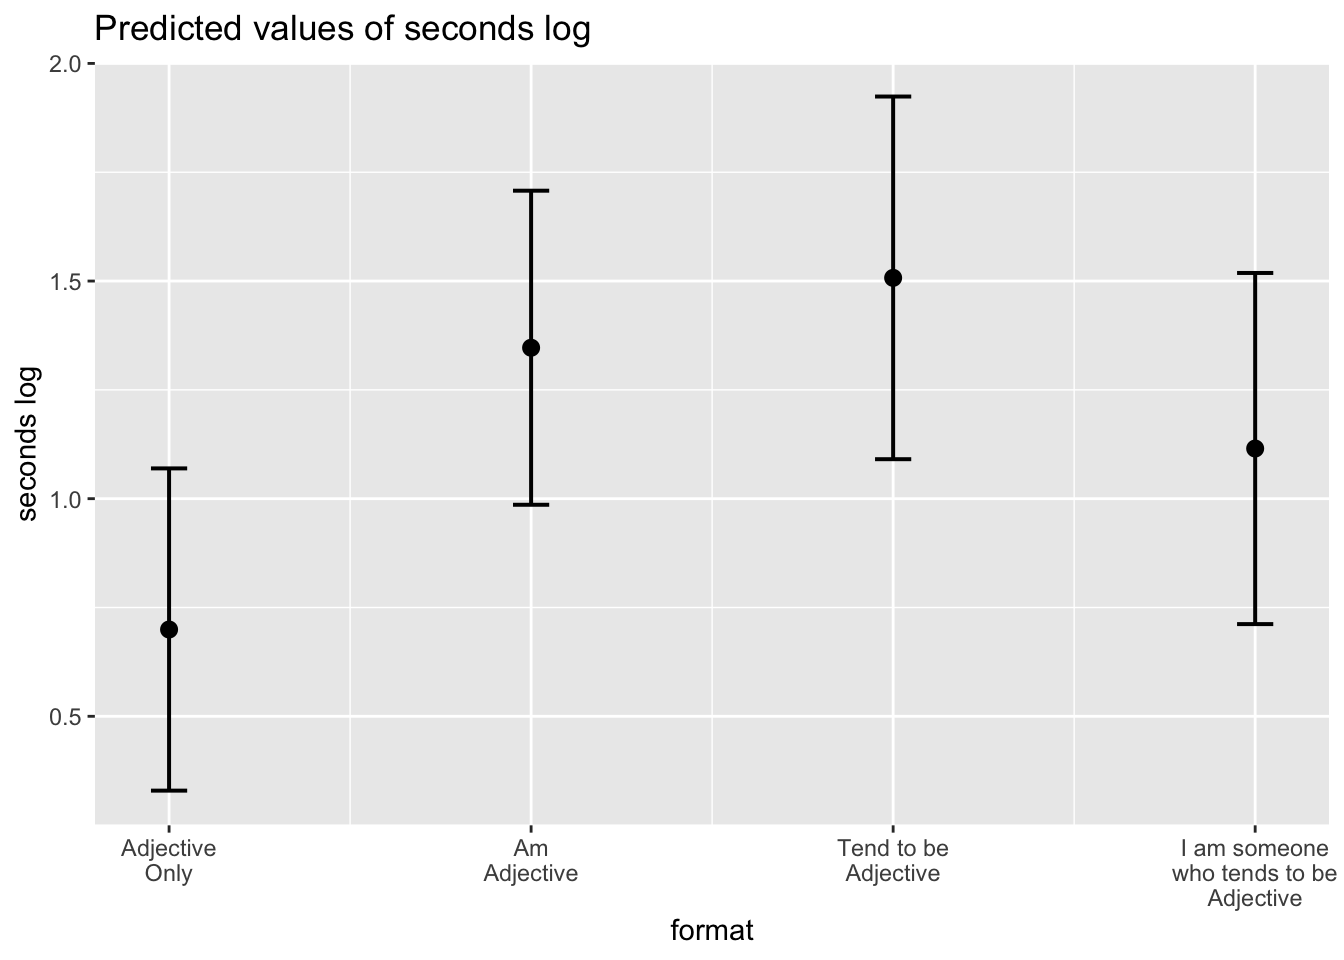 Predicted values of seconds log
2.0
1.5
1.0
0.5
seconds log
Adjective
Only
Am
Adjective
Tend to be
Adjective
I am someone
who tends to be
Adjective
format